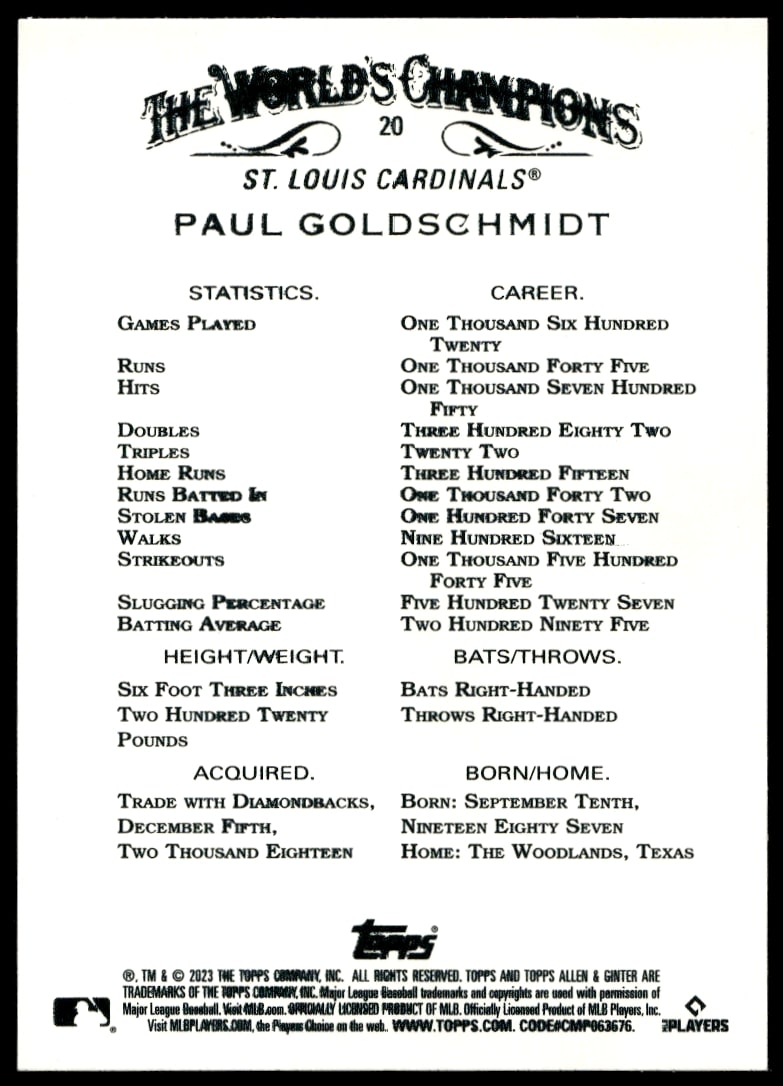 THE WORLD'S CHAMPIONS
20
ST. LOUIS CARDINALS®
PAUL GOLDSCHMIDT
STATISTICS. CAREER.
GAMES PLAYED ONE THOUSAND SIX HUNDRED
TWENTY
RUNS ONE THOUSAND FORTY FIVE
HITS ONE THOUSAND SEVEN HUNDRED
FIFTY
DOUBLES THREE HUNDRED EIGHTY TWO
TRIPLES TWENTY TWO
HOME RUNS THREE HUNDRED FIFTEEN
RUNS BATTED IN ONE THOUSAND FORTY TWO
STOLEN BASES ONE HUNDRED FORTY SEVEN
WALKS NINE HUNDRED SIXTEEN
STRIKEOUTS ONE THOUSAND FIVE HUNDRED
FORTY FIVE
SLUGGING PERCENTAGE FIVE HUNDRED TWENTY SEVEN
BATTING AVERAGE TWO HUNDRED NINETY FIVE
HEIGHT/WEIGHT. BATS/THROWS.
SIX FOOT THREE INCHES BATS RIGHT-HANDED
TWO HUNDRED TWENTY THROWS RIGHT-HANDED
POUNDS
ACQUIRED. BORN/HOME.
TRADE WITH DIAMONDBACKS, BORN: SEPTEMBER TENTH,
DECEMBER FIFTH, NINETEEN EIGHTY SEVEN
TWO THOUSAND EIGHTEEN HOME: THE WOODLANDS, TEXAS
topps®
®, TM & © 2023 THE TOPPS COMPANY, INC. ALL RIGHTS RESERVED. TOPPS AND TOPPS ALLEN & GINTER ARE
TRADEMARKS OF THE TOPPS COMPANY, INC. Major League Baseball trademarks and copyrights are used with permission of
Major League Baseball. Visit MLB.com. OFFICIALLY LICENSED PRODUCT OF MLB. Officially Licensed Product of MLB Players, Inc.
Visit MLBPLAYERS.COM, the Players Choice on the web.. WWW.TOPPS.COM. CODE#CMP063676.
MLB PLAYERS